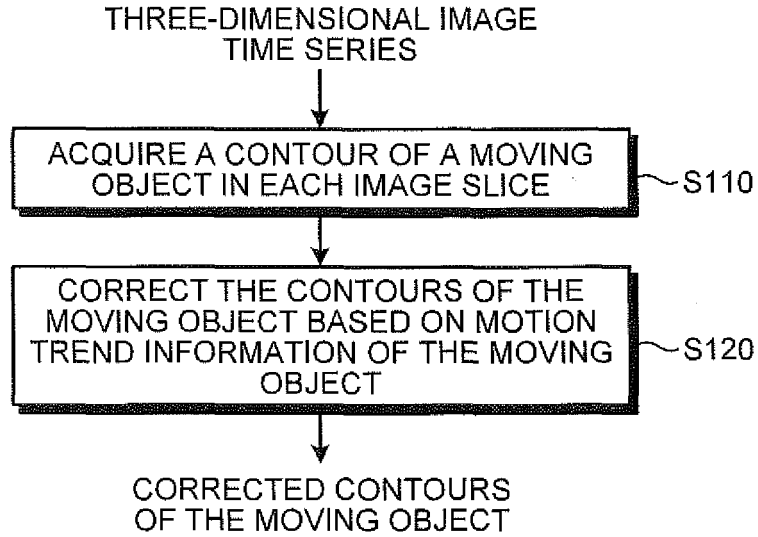 THREE-DIMENSIONAL IMAGE
TIME SERIES
ACQUIRE A CONTOUR OF A MOVING
OBJECT IN EACH IMAGE SLICE
S110
CORRECT THE CONTOURS OF THE
MOVING OBJECT BASED ON MOTION
TREND INFORMATION OF THE MOVING
OBJECT
S120
CORRECTED CONTOURS
OF THE MOVING OBJECT